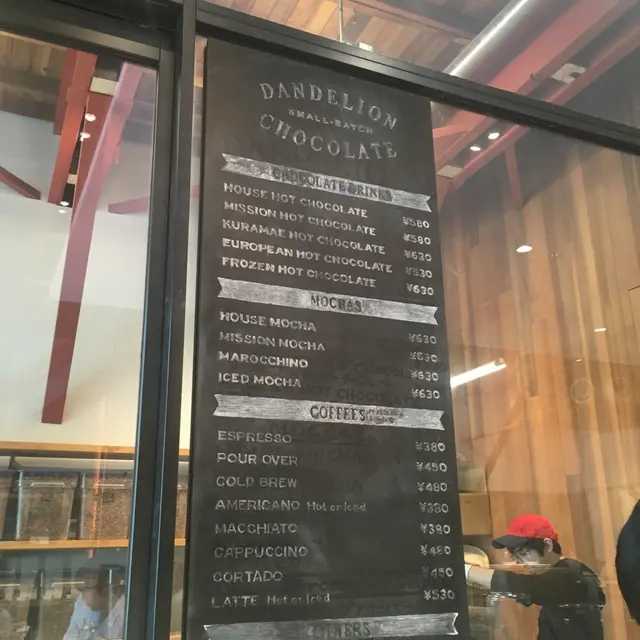 DANDELION
SMALL-BATCH
CHOCOLATE
CHOCOLATE DRINKS
HOUSE HOT CHOCOLATE ¥580
MISSION HOT CHOCOLATE ¥580
KURAMAE HOT CHOCOLATE ¥630
EUROPEAN HOT CHOCOLATE ¥530
FROZEN HOT CHOCOLATE ¥630
MOCHAS
HOUSE MOCHA ¥630
MISSION MOCHA ¥630
MAROCCHINO ¥630
ICED MOCHA ¥630
COFFEES
ESPRESSO ¥380
POUR OVER ¥450
COLD BREW ¥480
AMERICANO Hot or Iced
MACCHIATO ¥380
CAPPUCCINO ¥480
CORTADO ¥450
LATTE Hot or Iced ¥530
OTHERS